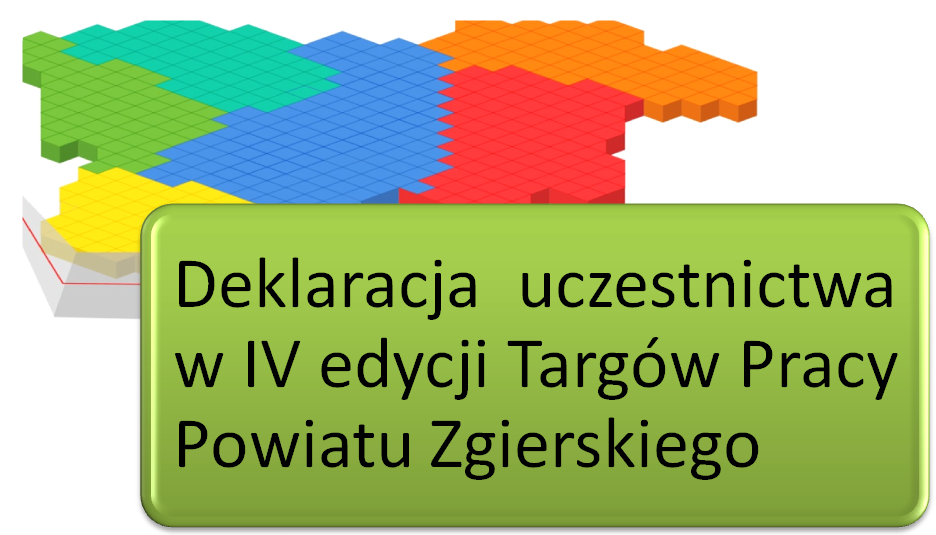 Deklaracja uczestnictwa
w IV edycji Targów Pracy
Powiatu Zgierskiego